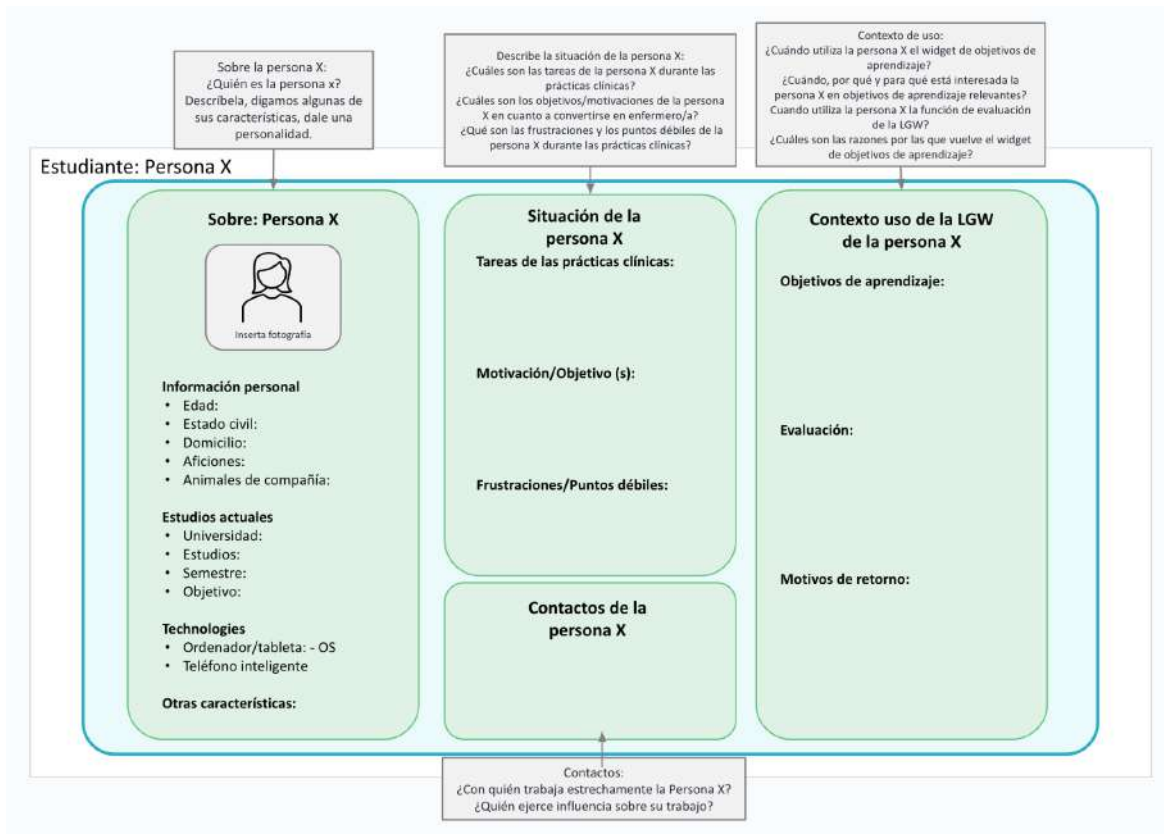 Sobre la persona X:
¿Quién es la persona x?
Descríbela, digamos algunas de
sus características, dale una
personalidad.
Describe la situación de la persona X:
¿Cuáles son las tareas de la persona X durante las
prácticas clínicas?
¿Cuáles son los objetivos/motivaciones de la persona
X en cuanto a convertirse en enfermero/a?
¿Qué son las frustraciones y los puntos débiles de la
persona X durante las prácticas clínicas?
Contexto de uso:
¿Cuándo utiliza la persona X el widget de objetivos de
aprendizaje?
¿Cuándo, por qué y para qué está interesada la
persona X en objetivos de aprendizaje relevantes?
Cuando utiliza la persona X la función de evaluación
de la LGW?
¿Cuáles son las razones por las que vuelve el widget
de objetivos de aprendizaje?
Estudiante: Persona X
Sobre: Persona X
Inserta fotografía
Información personal
• Edad:
• Estado civil:
• Domicilio:
• Aficiones:
• Animales de compañía:
Estudios actuales
• Universidad:
• Estudios:
• Semestre:
• Objetivo:
Technologies
• Ordenador/tableta: - OS
• Teléfono inteligente
Otras características:
Situación de la
persona X
Tareas de las prácticas clínicas:
Motivación/Objetivo (s):
Frustraciones/Puntos débiles:
Contactos de la
persona X
Contexto uso de la LGW
de la persona X
Objetivos de aprendizaje:
Evaluación:
Motivos de retorno:
Contactos:
¿Con quién trabaja estrechamente la Persona X?
¿Quién ejerce influencia sobre su trabajo?